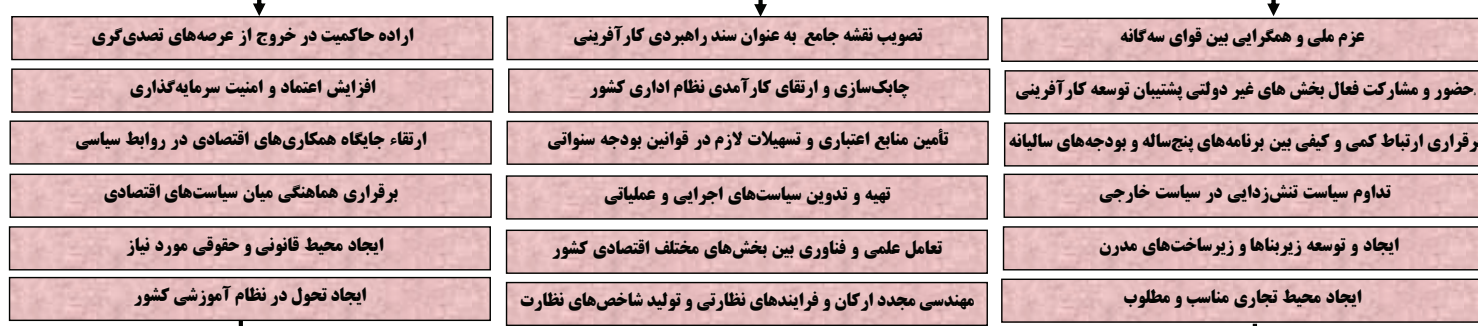 عزم ملی و همگرایی بین قوای سه‌گانه
حضور و مشارکت فعال بخش های غیر دولتی پشتیبان توسعه کارآفرینی
برقراری ارتباط کمی و کیفی بین برنامه‌های پنج‌ساله و بودجه‌های سالیانه
تداوم سیاست تنش‌زدایی در سیاست خارجی
ایجاد و توسعه زیربناها و زیرساخت‌های مدرن
ایجاد محیط تجاری مناسب و مطلوب
تصویب نقشه جامع به عنوان سند راهبردی کارآفرینی
چابک‌سازی و ارتقای کارآمدی نظام اداری کشور
تأمین منابع اعتباری و تسهیلات لازم در قوانین بودجه سنواتی
تهیه و تدوین سیاست‌های اجرایی و عملیاتی
تعامل علمی و فناوری بین بخش‌های مختلف اقتصادی کشور
مهندسی مجدد ارکان و فرایندهای نظارتی و تولید شاخص‌های نظارت
اراده حاکمیت در خروج از عرصه‌های تصدی‌گری
افزایش اعتماد و امنیت سرمایه‌گذاری
ارتقاء جایگاه همکاری‌های اقتصادی در روابط سیاسی
برقراری هماهنگی میان سیاست‌های اقتصادی
ایجاد محیط قانونی و حقوقی مورد نیاز
ایجاد تحول در نظام آموزشی کشور